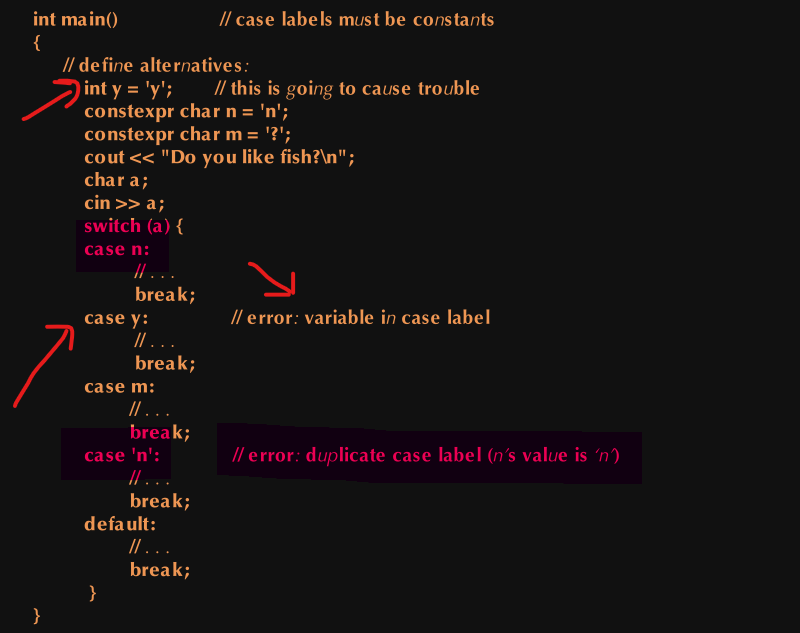 int main() // case labels must be constants
{
// define alternatives:
int y = 'y'; // this is going to cause trouble
constexpr char n = 'n';
constexpr char m = '?';
cout << "Do you like fish?\n";
char a;
cin >> a;
switch (a) {
case n:
// . . .
break;
case y: // error: variable in case label
// . . .
break;
case m:
// . . .
break;
case 'n': // error: duplicate case label (n's value is 'n')
// . . .
break;
default:
// . . .
break;
}
}